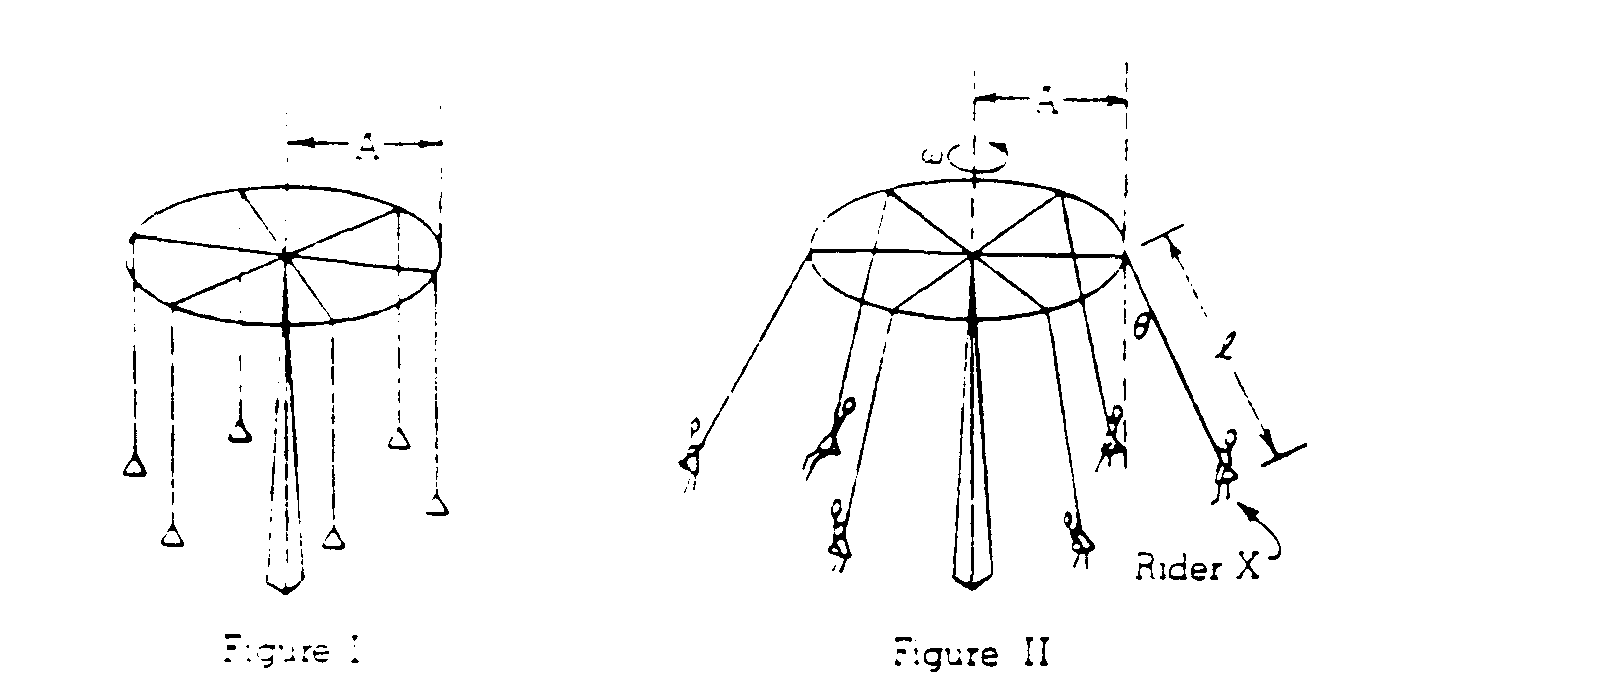 A
A
ω
θ
ℓ
Rider X
Figure I
Figure II